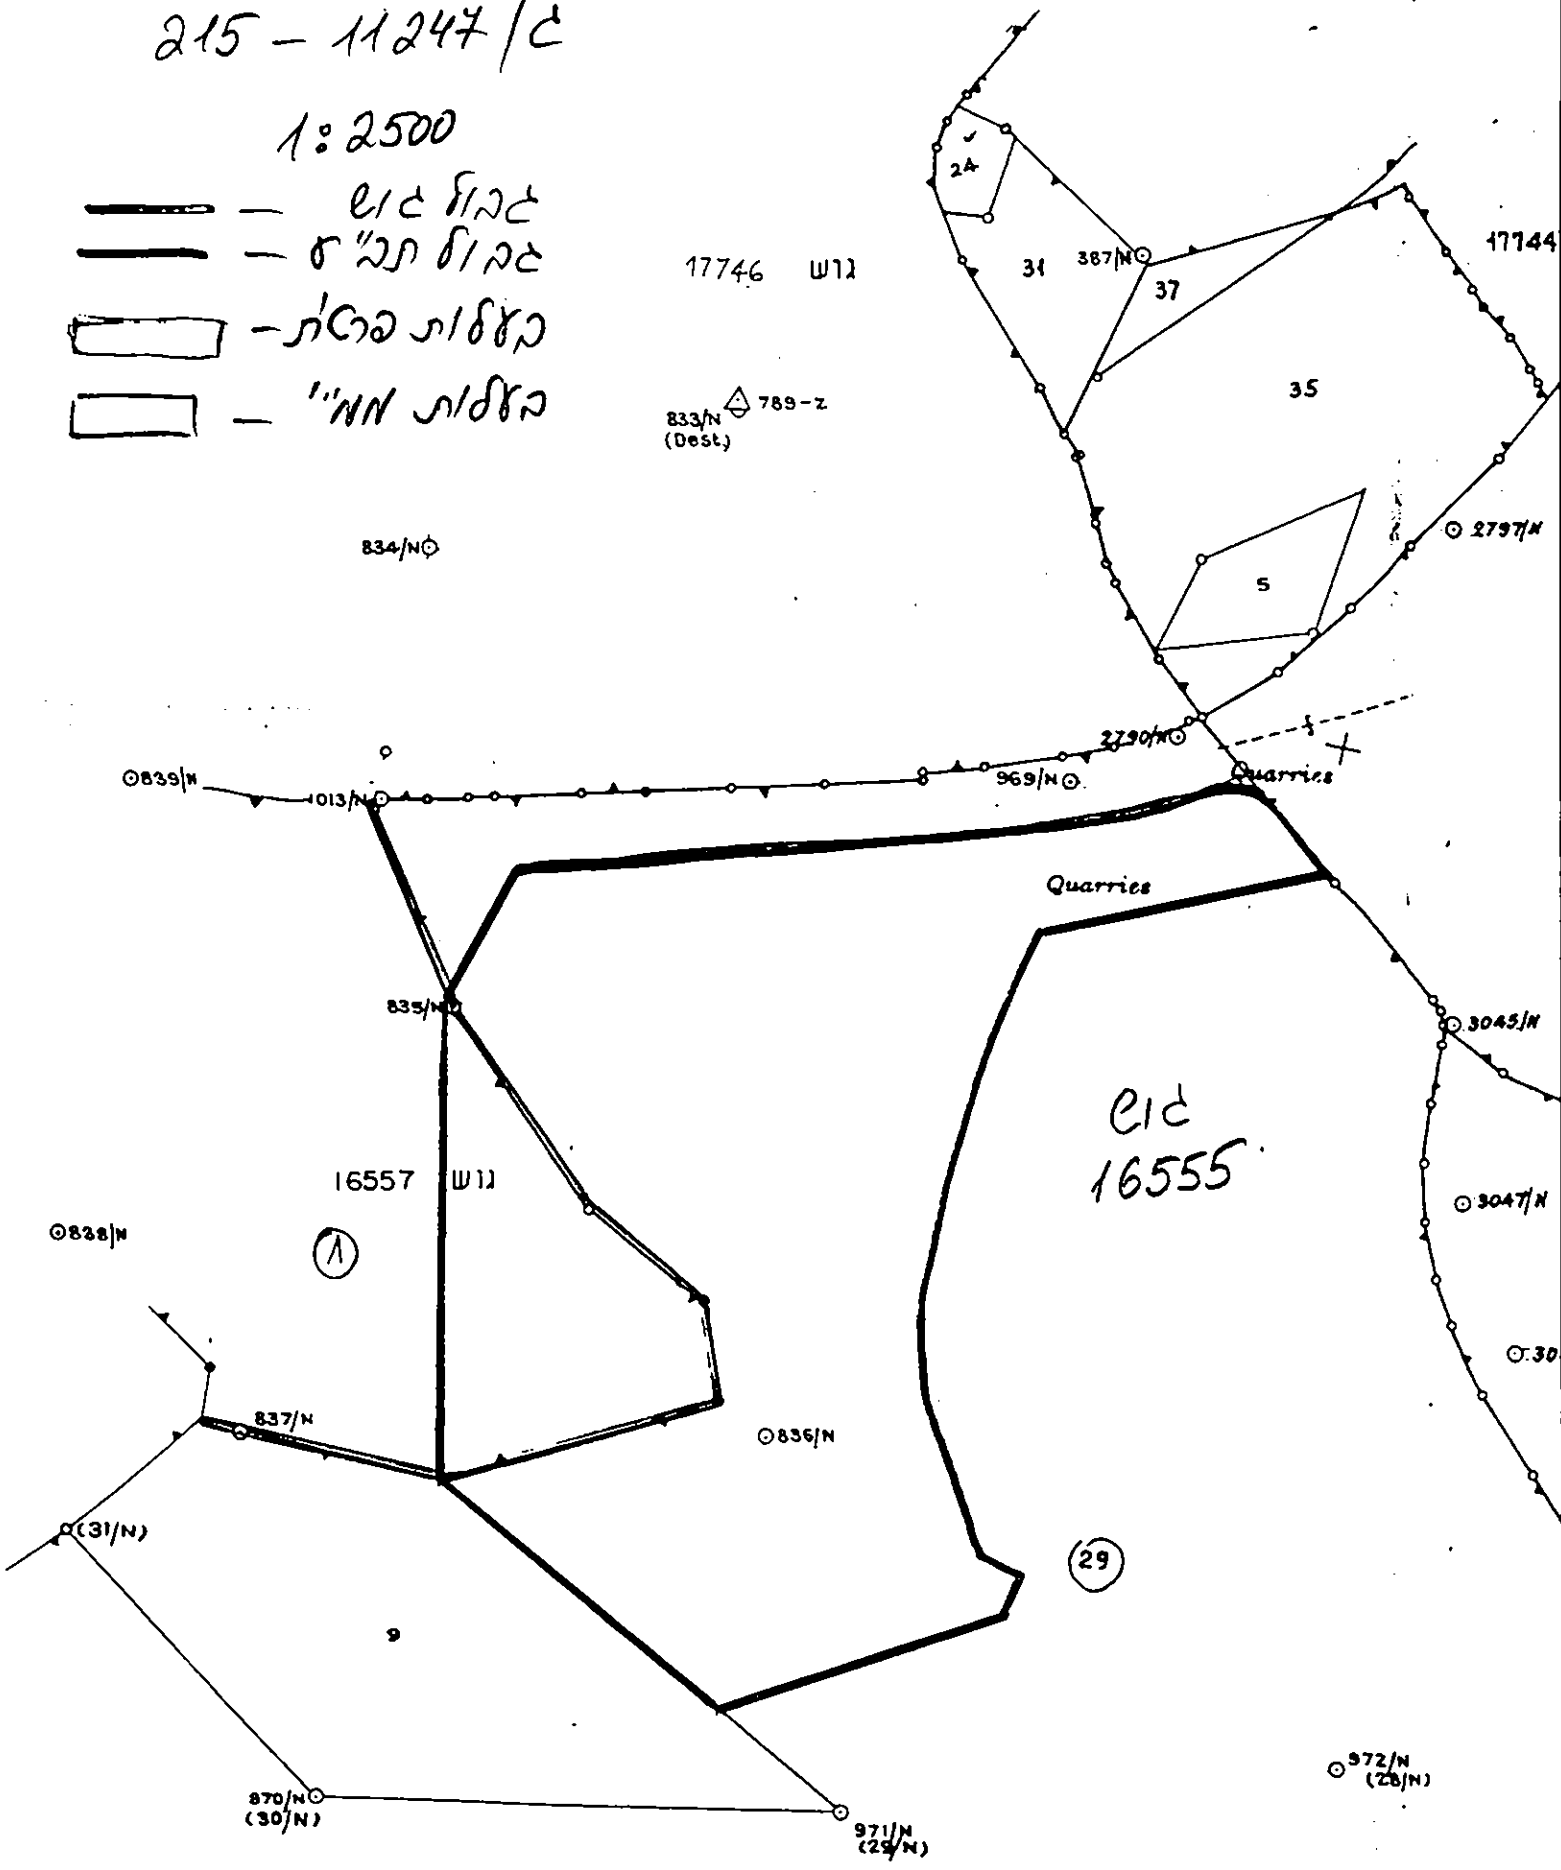 ג/11247 - 215
1:2500
גבול גוש —
גבול תב"ע —
בעלות פרטית -
בעלות ממ"י —
24
31
387/N
37
17744
גוש 17746
35
833/N
(Dest.)
789-Z
834/N
2797/N
5
2790/N
839/N
1013/N
969/N
Quarries
Quarries
835/N
3045/N
גוש
16555
גוש 16557
3047/N
838/N
1
30
837/N
836/N
(31/N)
29
9
972/N
(28/N)
870/N
(30/N)
971/N
(29/N)